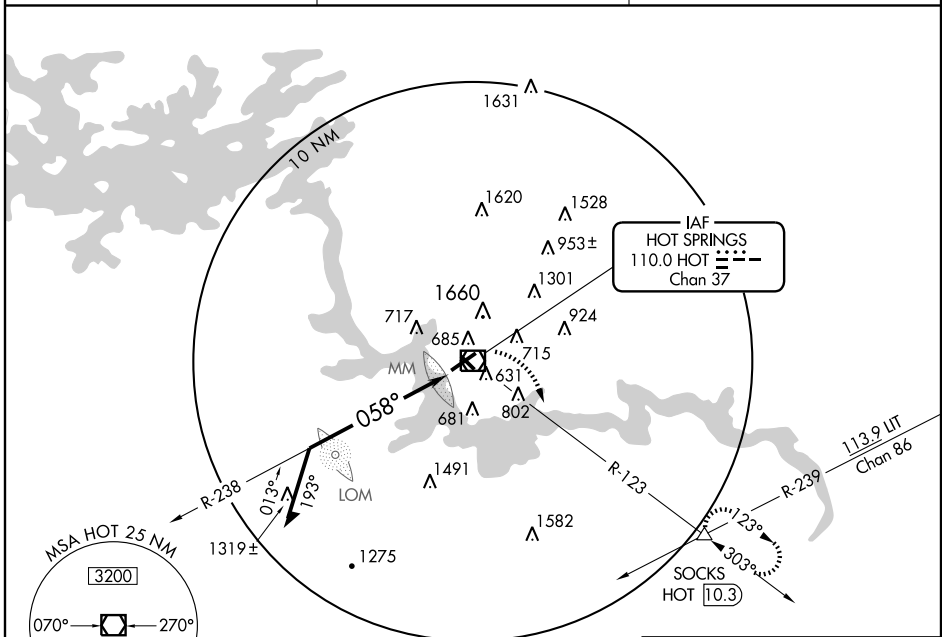 1631
10 NM
1620
1528
IAF
HOT SPRINGS
110.0 HOT
Chan 37
953±
1301
1660
717
924
685
715
MM
631
058°
681
802
113.9 LIT
Chan 86
R-123
R-239
1491
LOM
R-238
013°
193°
123°
303°
1582
1319±
1275
SOCKS
HOT 10.3
MSA HOT 25 NM
3200
070°
270°